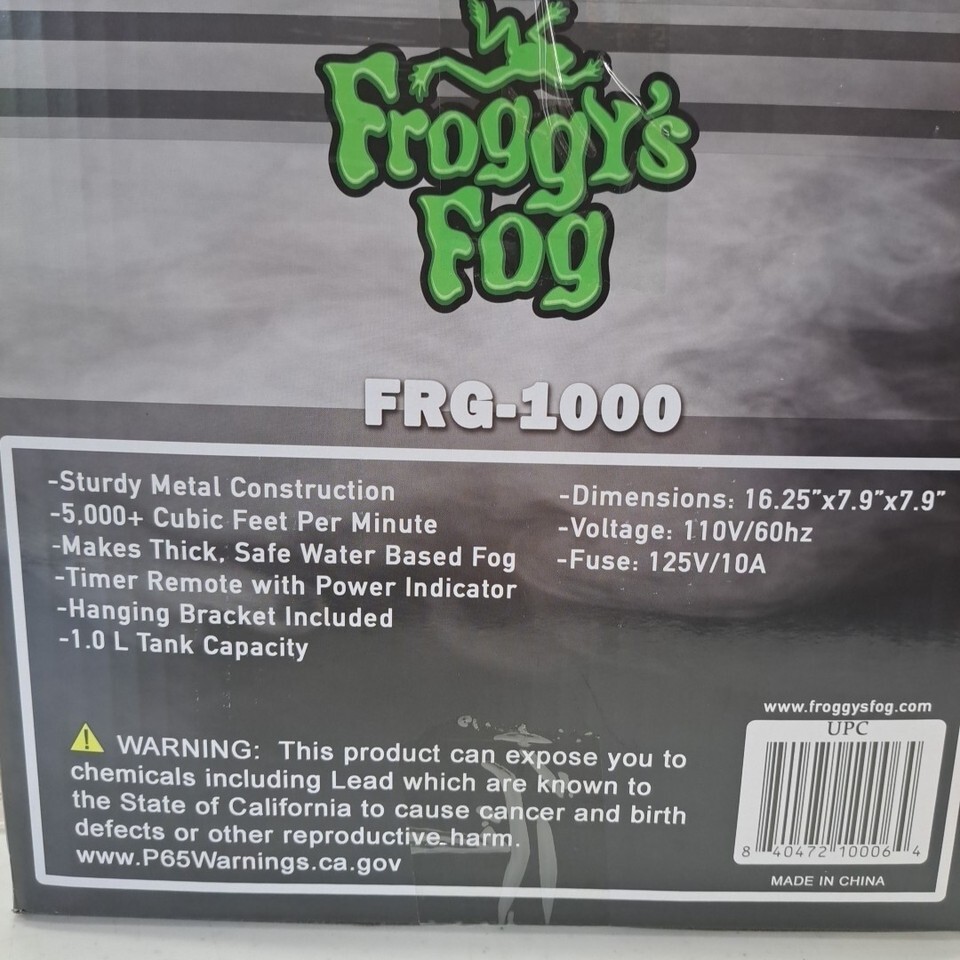 Froggy's
Fog
FRG-1000
-Sturdy Metal Construction
-5,000+ Cubic Feet Per Minute
-Makes Thick, Safe Water Based Fog
-Timer Remote with Power Indicator
-Hanging Bracket Included
-1.0 L Tank Capacity
-Dimensions: 16.25"x7.9"x7.9"
-Voltage: 110V/60hz
-Fuse: 125V/10A
WARNING: This product can expose you to
chemicals including Lead which are known to
the State of California to cause cancer and birth
defects or other reproductive harm.
www.P65Warnings.ca.gov
www.froggysfog.com
UPC
8 40472 10006 4
MADE IN CHINA